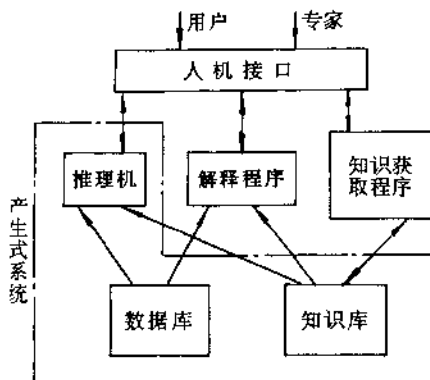 用户
专家
人机接口
推理机
解释程序
知识获
取程序
产生式系统
数据库
知识库